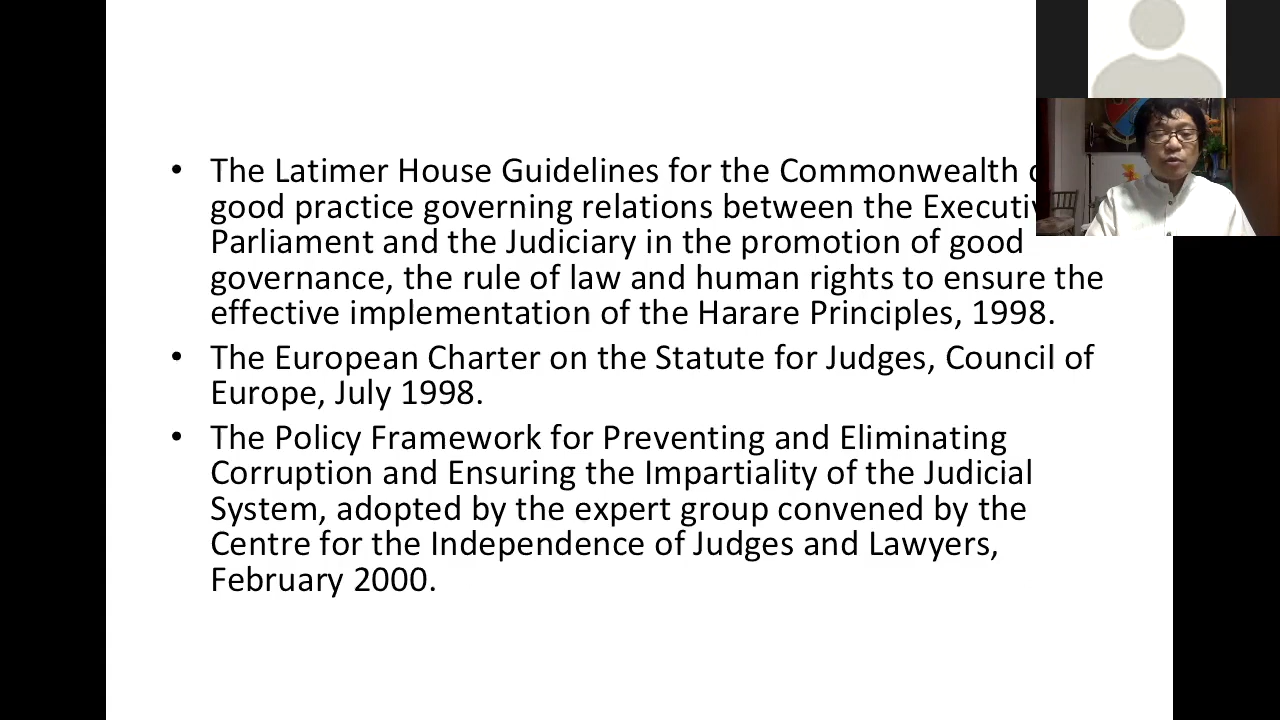 • The Latimer House Guidelines for the Commonwealth
good practice governing relations between the
Parliament and the Judiciary in the promotion of good
governance, the rule of law and human rights to ensure the
effective implementation of the Harare Principles, 1998.
• The European Charter on the Statute for Judges, Council of
Europe, July 1998.
• The Policy Framework for Preventing and Eliminating
Corruption and Ensuring the Impartiality of the Judicial
System, adopted by the expert group convened by the
Centre for the Independence of Judges and Lawyers,
February 2000.